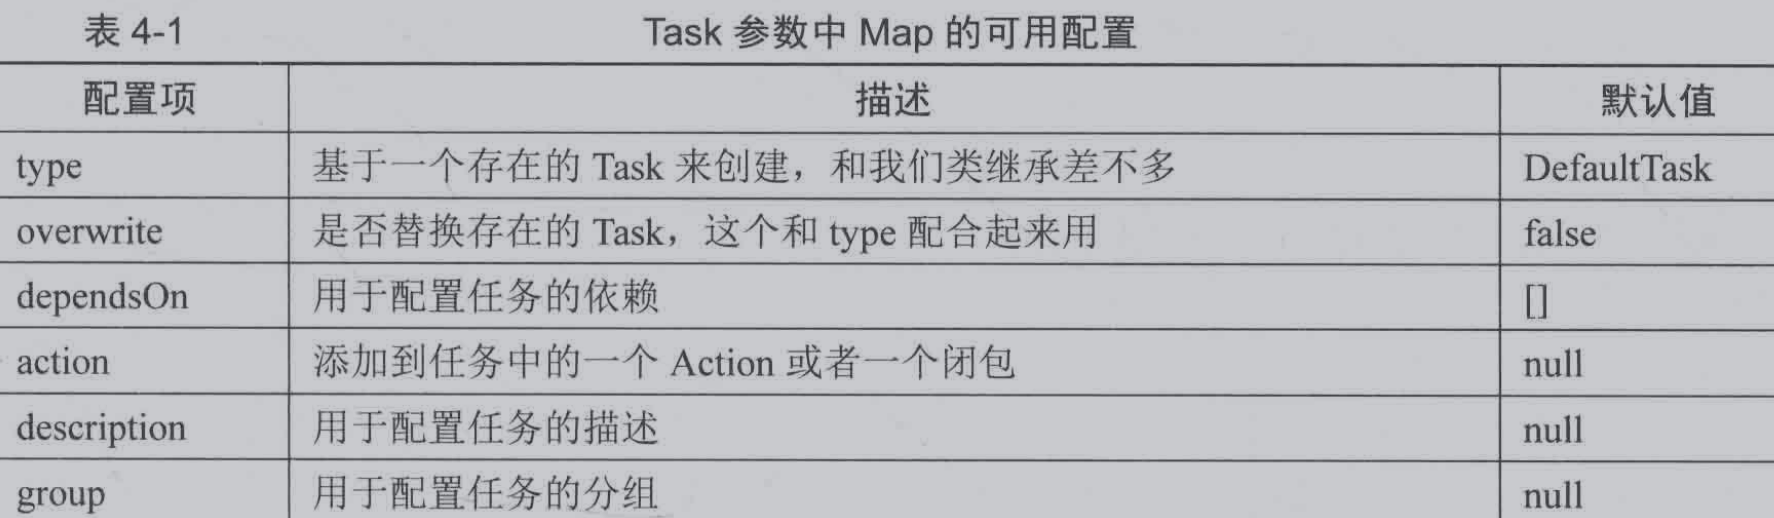 表 4-1 Task 参数中 Map 的可用配置
配置项 描述 默认值
type 基于一个存在的 Task 来创建，和我们类继承差不多 DefaultTask
overwrite 是否替换存在的 Task，这个和 type 配合起来用 false
dependsOn 用于配置任务的依赖 []
action 添加到任务中的一个 Action 或者一个闭包 null
description 用于配置任务的描述 null
group 用于配置任务的分组 null